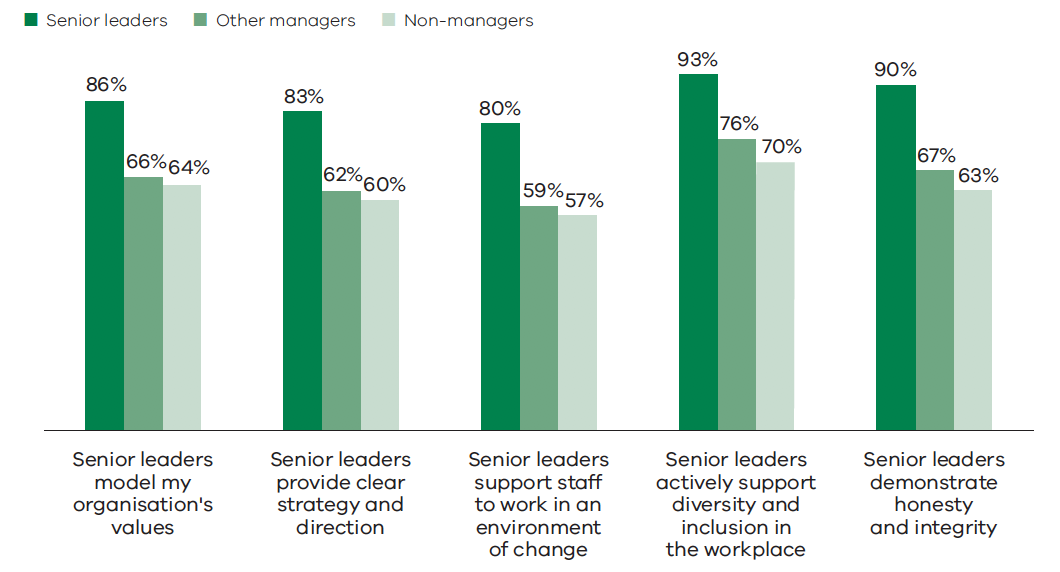 Senior leaders Other managers Non-managers
86%
66%
64%
83%
62%
60%
80%
59%
57%
93%
76%
70%
90%
67%
63%
Senior leaders
model my
organisation's
values
Senior leaders
provide clear
strategy and
direction
Senior leaders
support staff
to work in an
environment
of change
Senior leaders
actively support
diversity and
inclusion in
the workplace
Senior leaders
demonstrate
honesty
and integrity